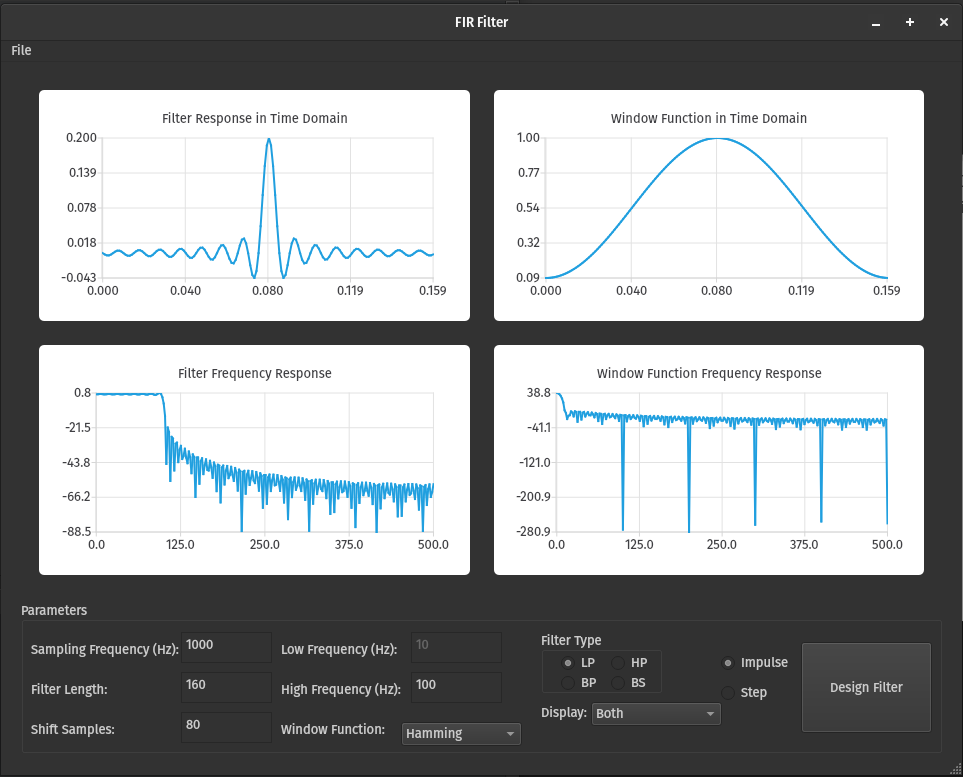 FIR Filter
File
Filter Response in Time Domain
0.200
0.139
0.078
0.018
-0.043
0.000 0.040 0.080 0.119 0.159
Window Function in Time Domain
1.00
0.77
0.54
0.32
0.09
0.000 0.040 0.080 0.119 0.159
Filter Frequency Response
0.8
-21.5
-43.8
-66.2
-88.5
0.0 125.0 250.0 375.0 500.0
Window Function Frequency Response
38.8
-41.1
-121.0
-200.9
-280.9
0.0 125.0 250.0 375.0 500.0
Parameters
Sampling Frequency (Hz): 1000
Filter Length: 160
Shift Samples: 80
Low Frequency (Hz): 10
High Frequency (Hz): 100
Window Function: Hamming
Filter Type
LP HP
BP BS
Display: Both
Impulse
Step
Design Filter